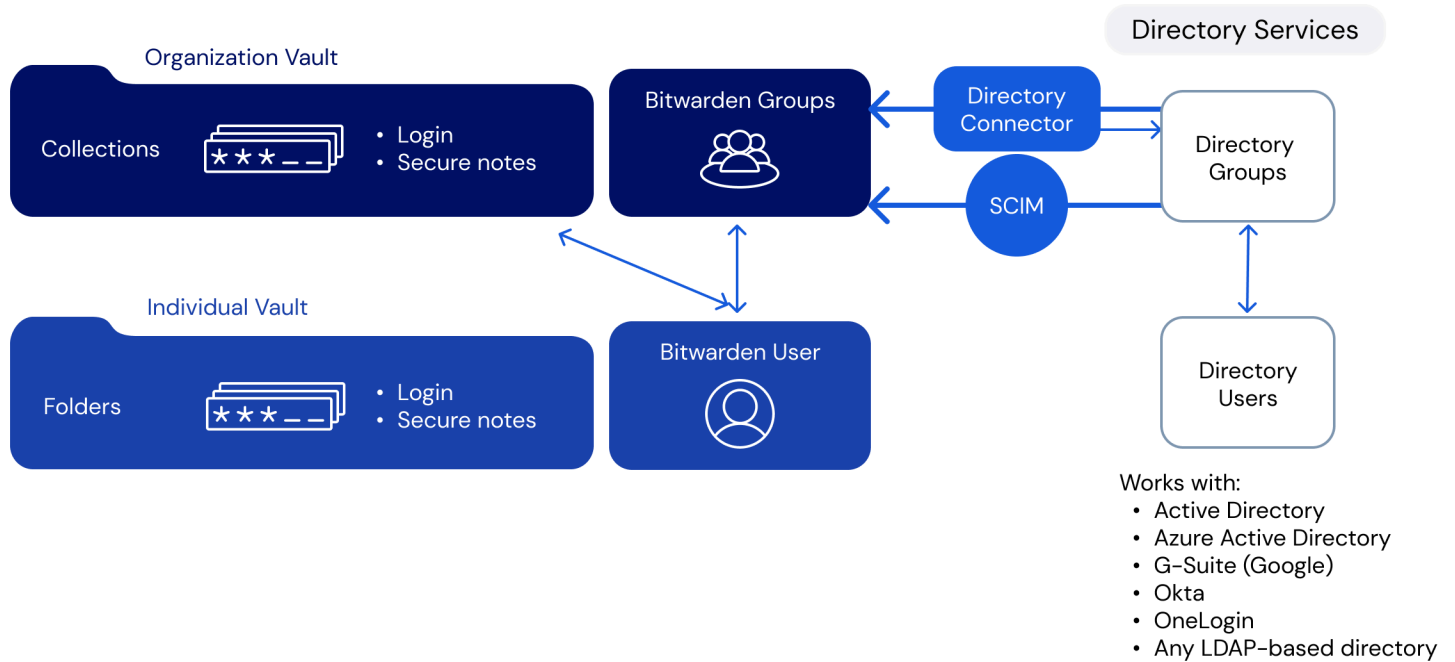 Directory Services
Organization Vault
Collections
***__
• Login
• Secure notes
Bitwarden Groups
Directory
Connector
SCIM
Directory
Groups
Individual Vault
Folders
***__
• Login
• Secure notes
Bitwarden User
Directory
Users
Works with:
• Active Directory
• Azure Active Directory
• G-Suite (Google)
• Okta
• OneLogin
• Any LDAP-based directory